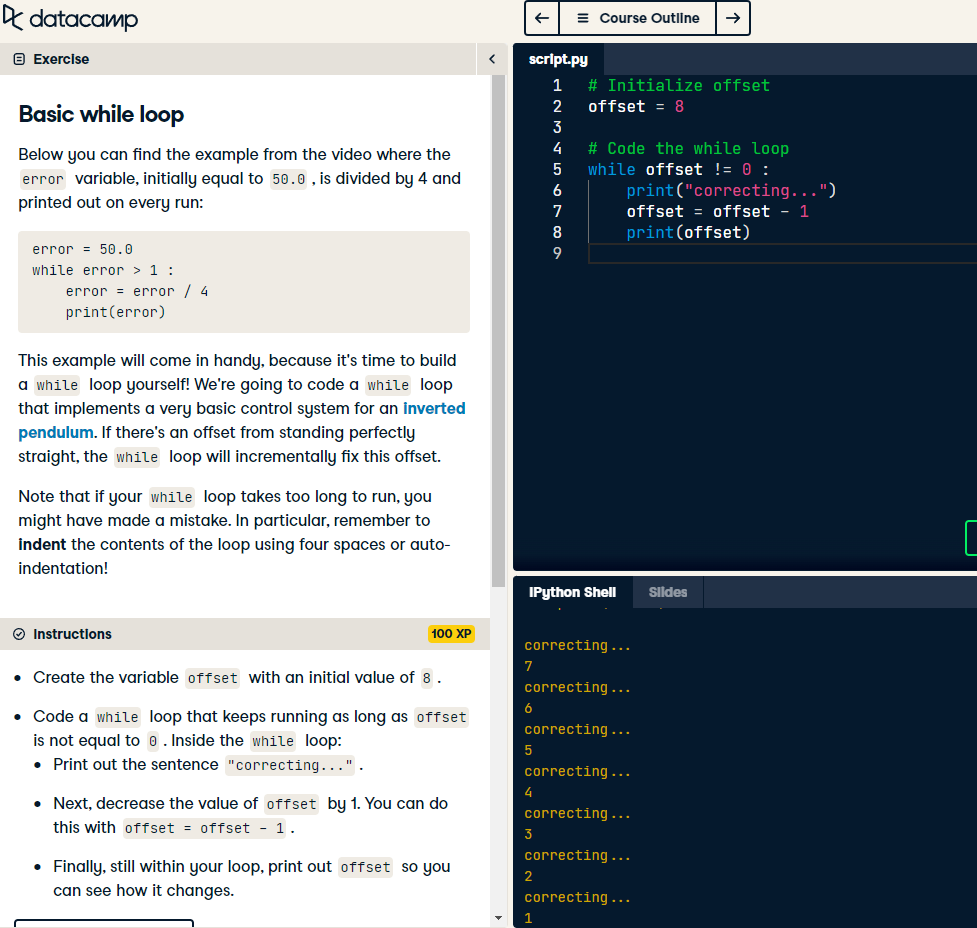 datacamp
Course Outline
Exercise
Basic while loop
Below you can find the example from the video where the
error variable, initially equal to 50.0 , is divided by 4 and
printed out on every run:
error = 50.0
while error > 1 :
    error = error / 4
    print(error)
This example will come in handy, because it's time to build
a while loop yourself! We're going to code a while loop
that implements a very basic control system for an inverted
pendulum. If there's an offset from standing perfectly
straight, the while loop will incrementally fix this offset.
Note that if your while loop takes too long to run, you
might have made a mistake. In particular, remember to
indent the contents of the loop using four spaces or auto-
indentation!
Instructions
100 XP
• Create the variable offset with an initial value of 8 .
• Code a while loop that keeps running as long as offset
is not equal to 0 . Inside the while loop:
• Print out the sentence "correcting..." .
• Next, decrease the value of offset by 1. You can do
this with offset = offset - 1 .
• Finally, still within your loop, print out offset so you
can see how it changes.
script.py
1 # Initialize offset
2 offset = 8
3
4 # Code the while loop
5 while offset != 0 :
6     print("correcting...")
7     offset = offset - 1
8     print(offset)
9
IPython Shell
Slides
correcting...
7
correcting...
6
correcting...
5
correcting...
4
correcting...
3
correcting...
2
correcting...
1